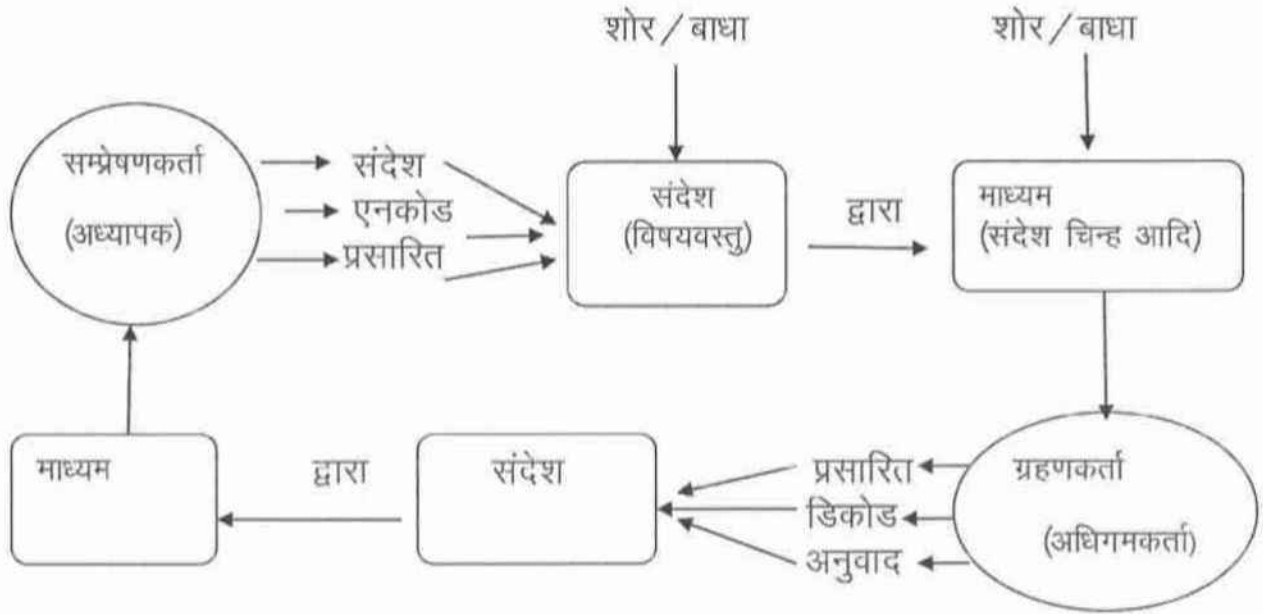 शोर/बाधा
शोर/बाधा
सम्प्रेषणकर्ता
(अध्यापक)
संदेश
एनकोड
प्रसारित
संदेश
(विषयवस्तु)
द्वारा
माध्यम
(संदेश चिन्ह आदि)
माध्यम
द्वारा
संदेश
प्रसारित
डिकोड
अनुवाद
ग्रहणकर्ता
(अधिगमकर्ता)